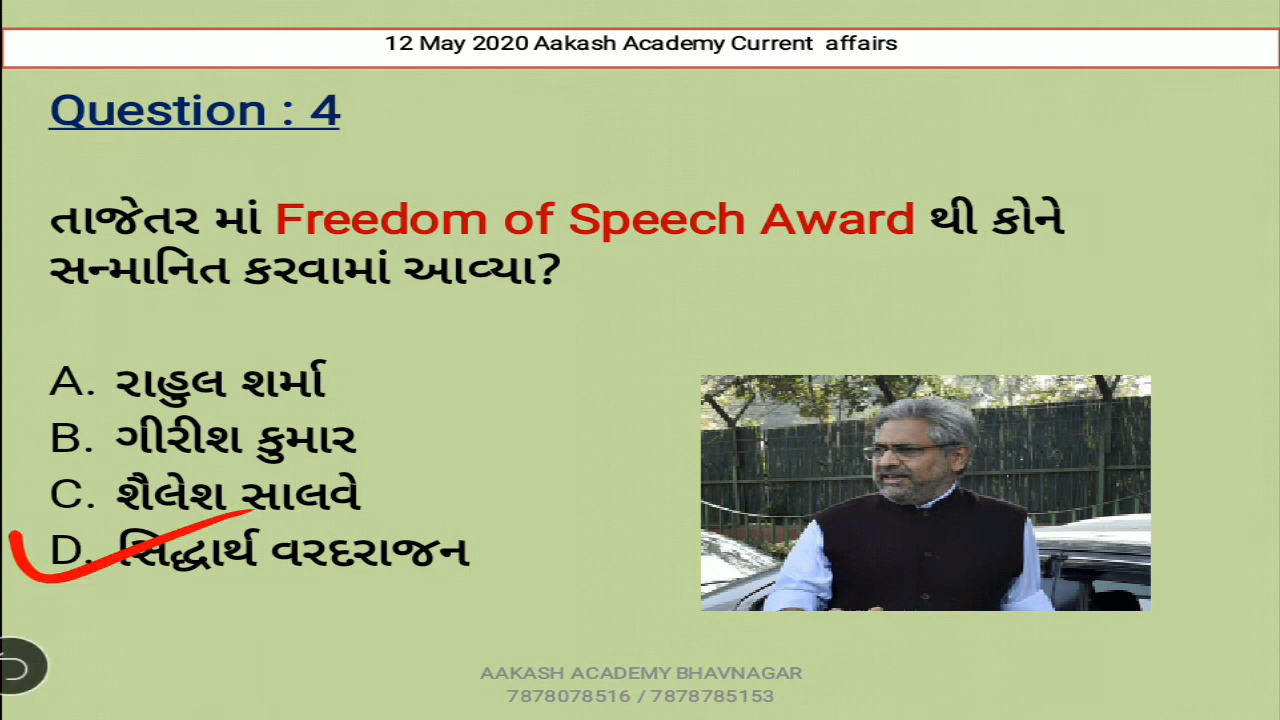 12 May 2020 Aakash Academy Current affairs
Question : 4
તાજેતર માં Freedom of Speech Award થી કોને
સન્માનિત કરવામાં આવ્યા?
A. રાહુલ શર્મા
B. ગીરીશ કુમાર
C. શૈલેશ સાલવે
D. સિદ્ધાર્થ વરદરાજન
AAKASH ACADEMY BHAVNAGAR
7878078516 / 7878785153